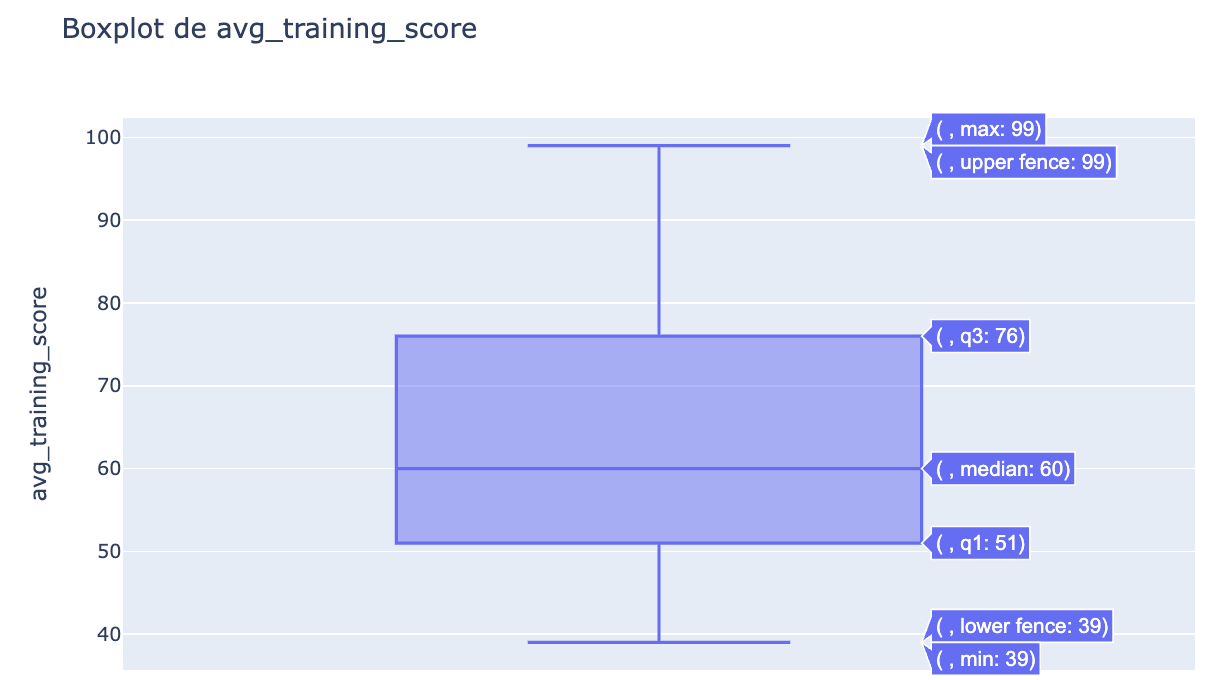 Boxplot de avg_training_score
100
90
80
70
60
50
40
avg_training_score
( , max: 99)
( , upper fence: 99)
( , q3: 76)
( , median: 60)
( , q1: 51)
( , lower fence: 39)
( , min: 39)